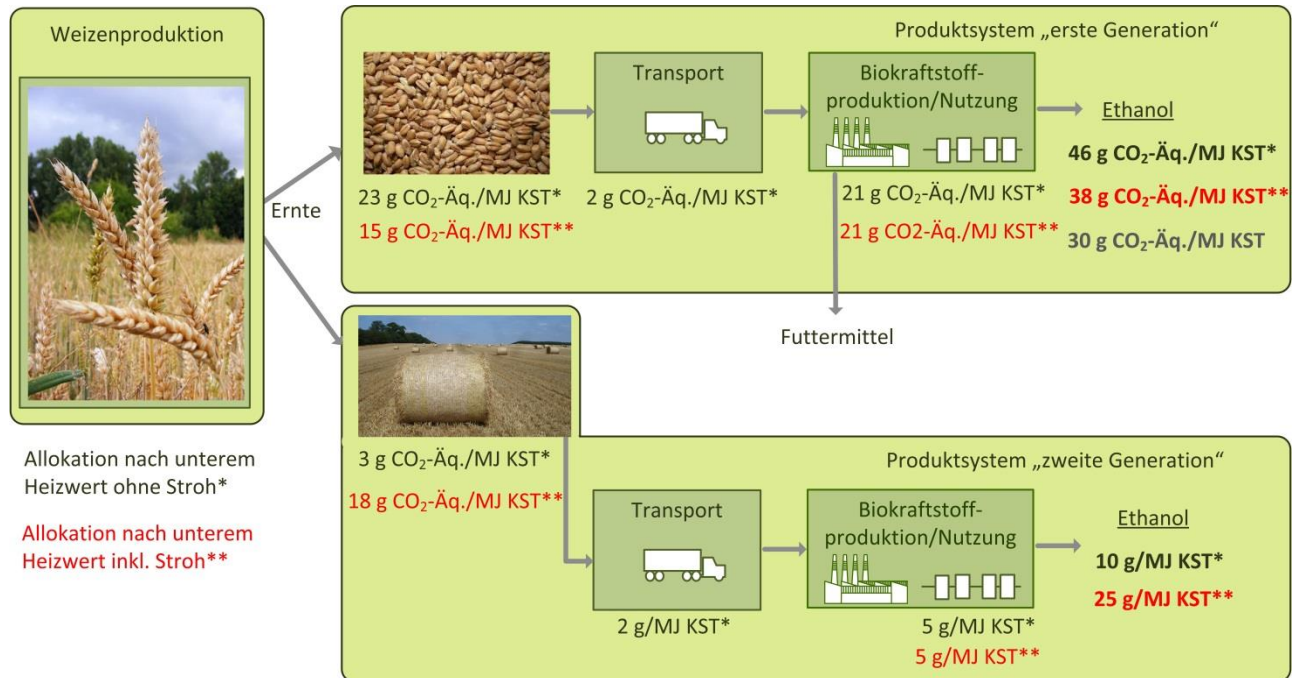 Weizenproduktion
Ernte
Produktsystem „erste Generation“
23 g CO₂-Äq./MJ KST*
15 g CO₂-Äq./MJ KST**
Transport
2 g CO₂-Äq./MJ KST*
Biokraftstoff-
produktion/Nutzung
21 g CO₂-Äq./MJ KST*
21 g CO2-Äq./MJ KST**
Ethanol
46 g CO₂-Äq./MJ KST*
38 g CO₂-Äq./MJ KST**
30 g CO₂-Äq./MJ KST
Futtermittel
Allokation nach unterem
Heizwert ohne Stroh*
Allokation nach unterem
Heizwert inkl. Stroh**
3 g CO₂-Äq./MJ KST*
18 g CO₂-Äq./MJ KST**
Produktsystem „zweite Generation“
Transport
2 g/MJ KST*
Biokraftstoff-
produktion/Nutzung
5 g/MJ KST*
5 g/MJ KST**
Ethanol
10 g/MJ KST*
25 g/MJ KST**